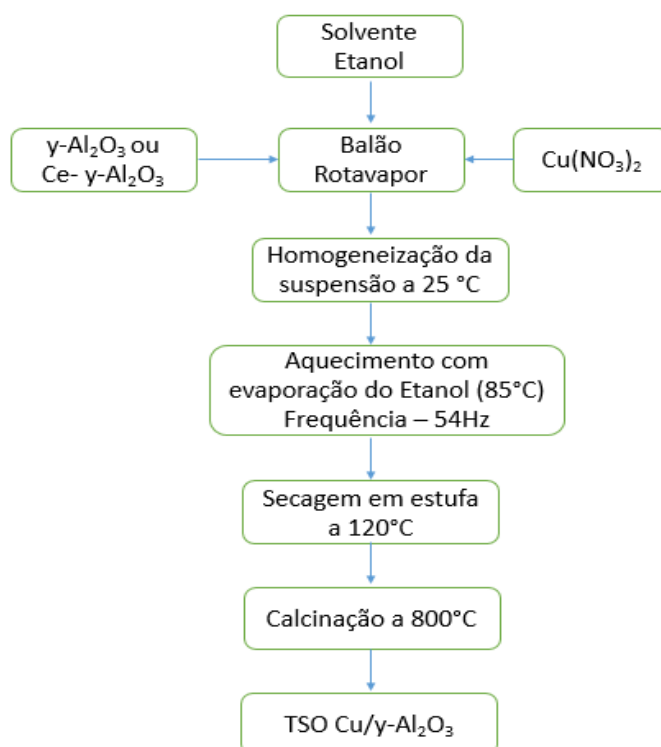 Solvente
Etanol
y-Al₂O₃ ou
Ce- y-Al₂O₃
Balão
Rotavapor
Cu(NO₃)₂
Homogeneização da
suspensão a 25 °C
Aquecimento com
evaporação do Etanol (85°C)
Frequência – 54Hz
Secagem em estufa
a 120°C
Calcinação a 800°C
TSO Cu/y-Al₂O₃